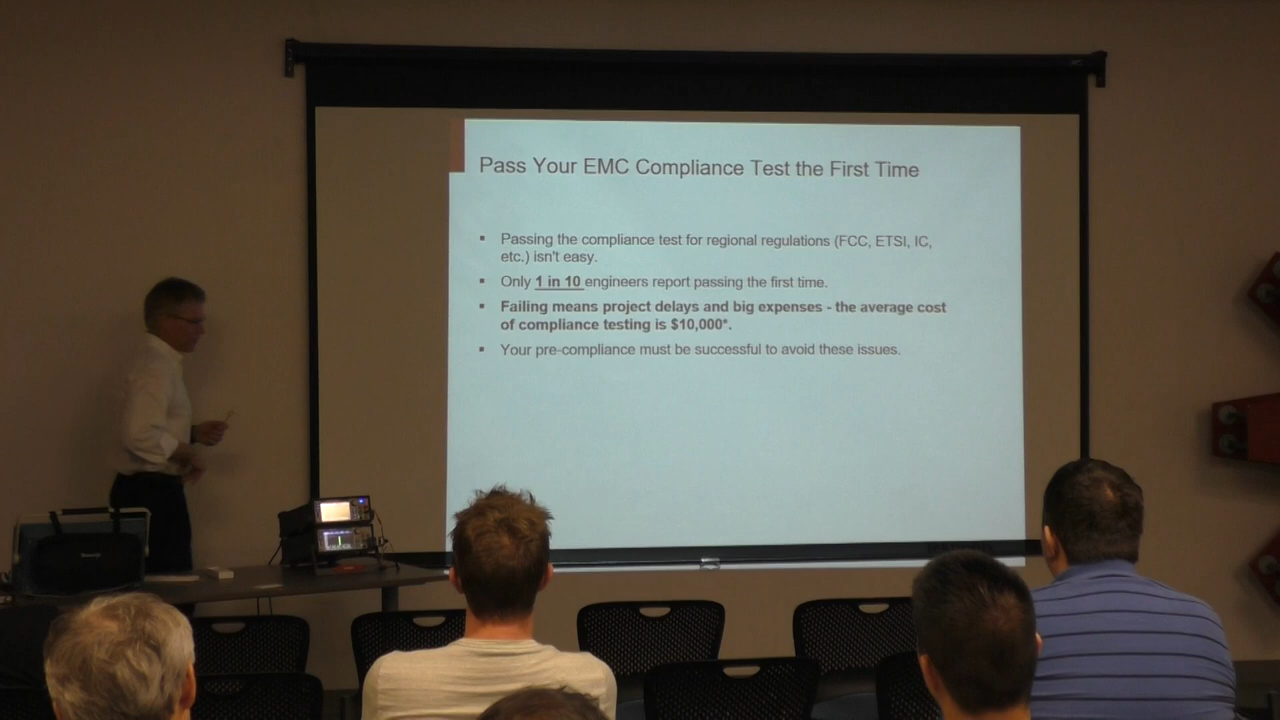 Pass Your EMC Compliance Test the First Time
▪ Passing the compliance test for regional regulations (FCC, ETSI, IC,
etc.) isn't easy.
▪ Only 1 in 10 engineers report passing the first time.
▪ Failing means project delays and big expenses - the average cost
of compliance testing is $10,000*.
▪ Your pre-compliance must be successful to avoid these issues.